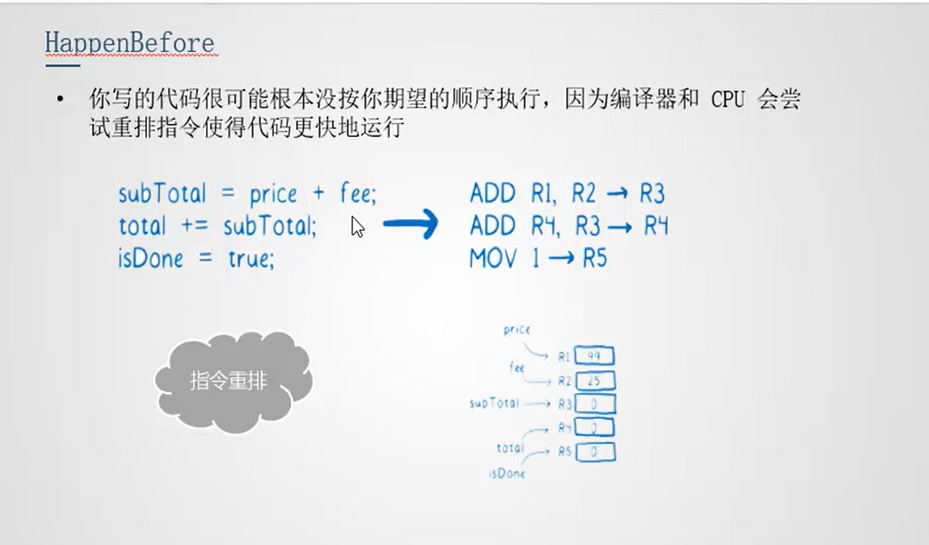 HappenBefore
• 你写的代码很可能根本没按你期望的顺序执行，因为编译器和 CPU 会尝
试重排指令使得代码更快地运行
subTotal = price + fee;
total += subTotal;
isDone = true;
ADD R1, R2 → R3
ADD R4, R3 → R4
MOV 1 → R5
指令重排
price
R1 99
fee
R2 25
supTotal R3 0
R4 0
total R5 0
isDone